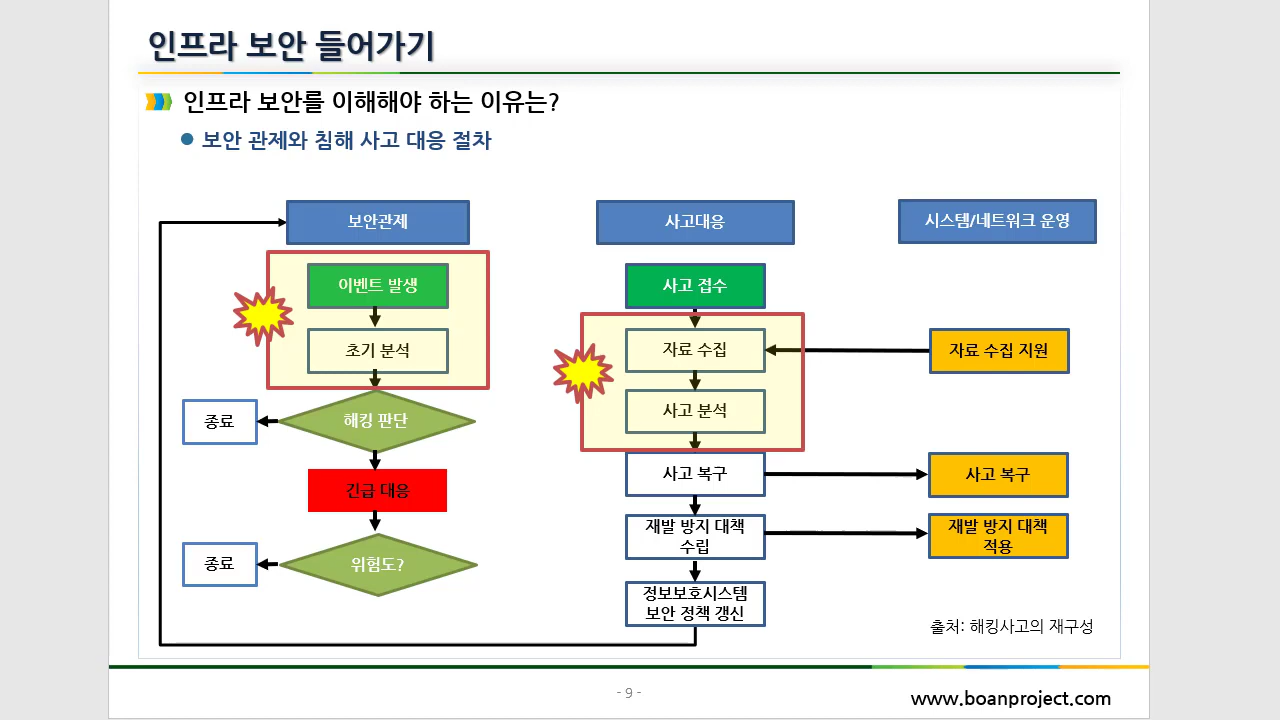 인프라 보안 들어가기
인프라 보안를 이해해야 하는 이유는?
보안 관제와 침해 사고 대응 절차
보안관제
사고대응
시스템/네트워크 운영
이벤트 발생
사고 접수
초기 분석
자료 수집
자료 수집 지원
해킹 판단
종료
사고 분석
긴급 대응
사고 복구
사고 복구
위험도?
종료
재발 방지 대책
수립
재발 방지 대책
적용
정보보호시스템
보안 정책 갱신
출처: 해킹사고의 재구성
- 9 -
www.boanproject.com